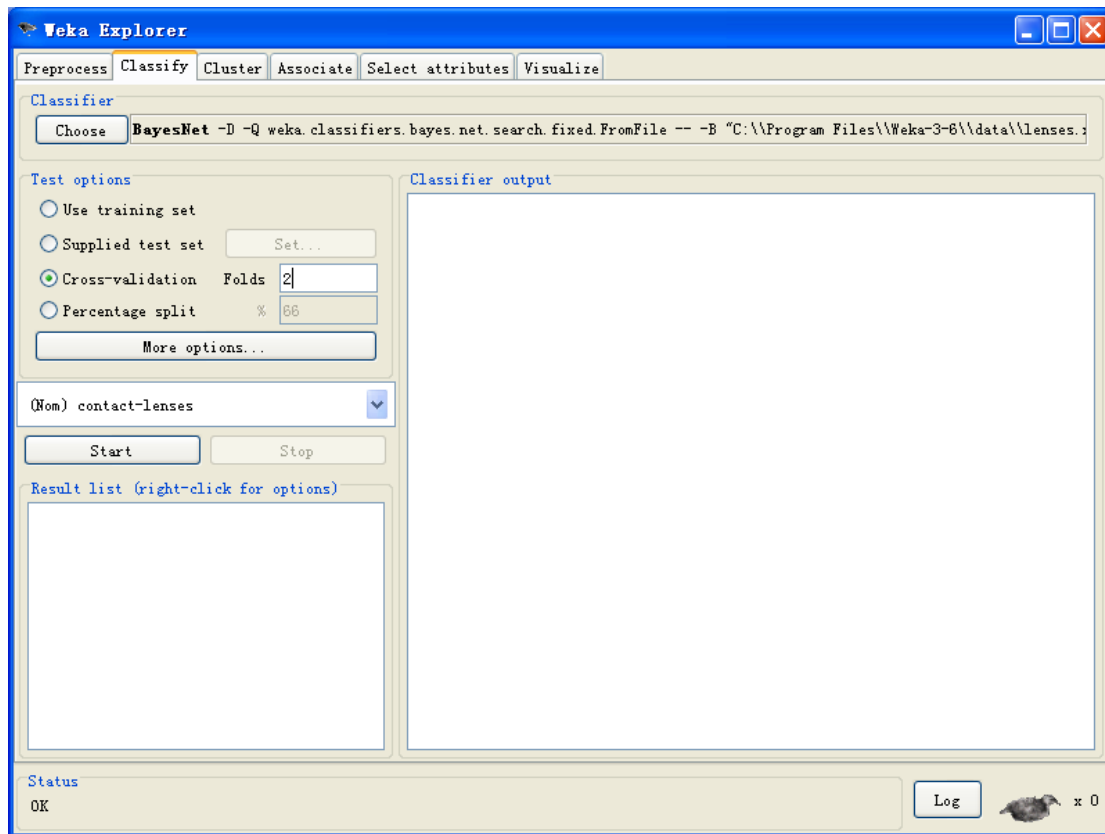 Weka Explorer
Preprocess Classify Cluster Associate Select attributes Visualize
Classifier
Choose BayesNet -D -Q weka.classifiers.bayes.net.search.fixed.FromFile -- -B "C:\\Program Files\\Weka-3-6\\data\\lenses.
Test options
Use training set
Supplied test set Set...
Cross-validation Folds 2
Percentage split % 66
More options...
(Nom) contact-lenses
Start Stop
Result list (right-click for options)
Classifier output
Status
OK
Log x 0